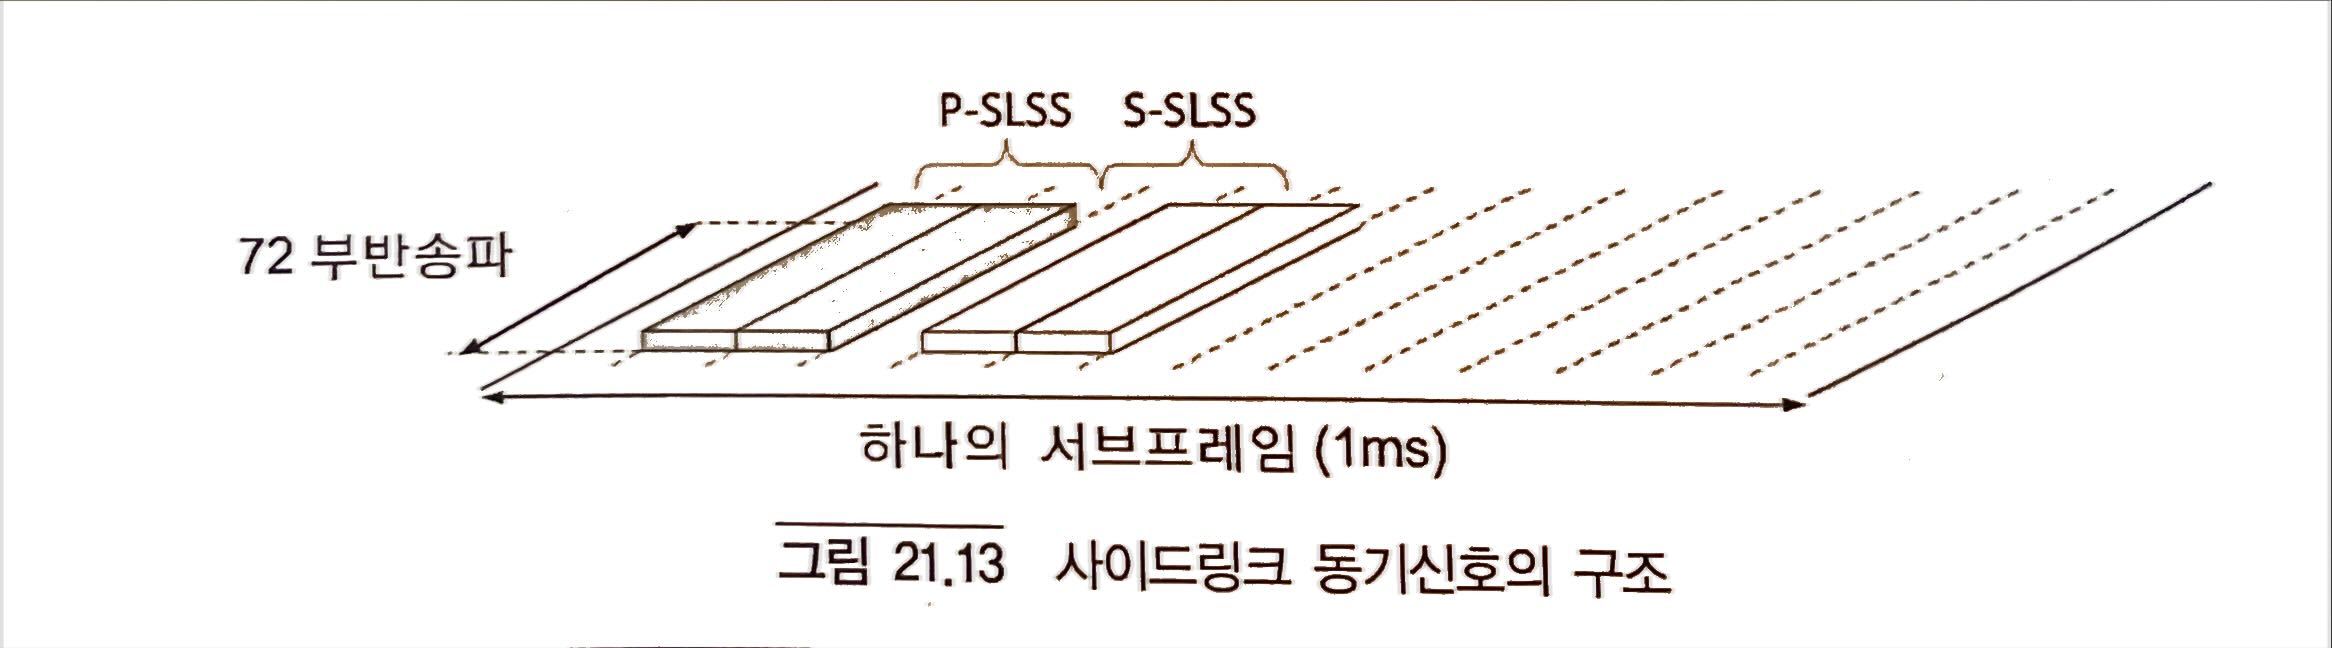 P-SLSS S-SLSS
72 부반송파
하나의 서브프레임 (1ms)
그림 21.13 사이드링크 동기신호의 구조